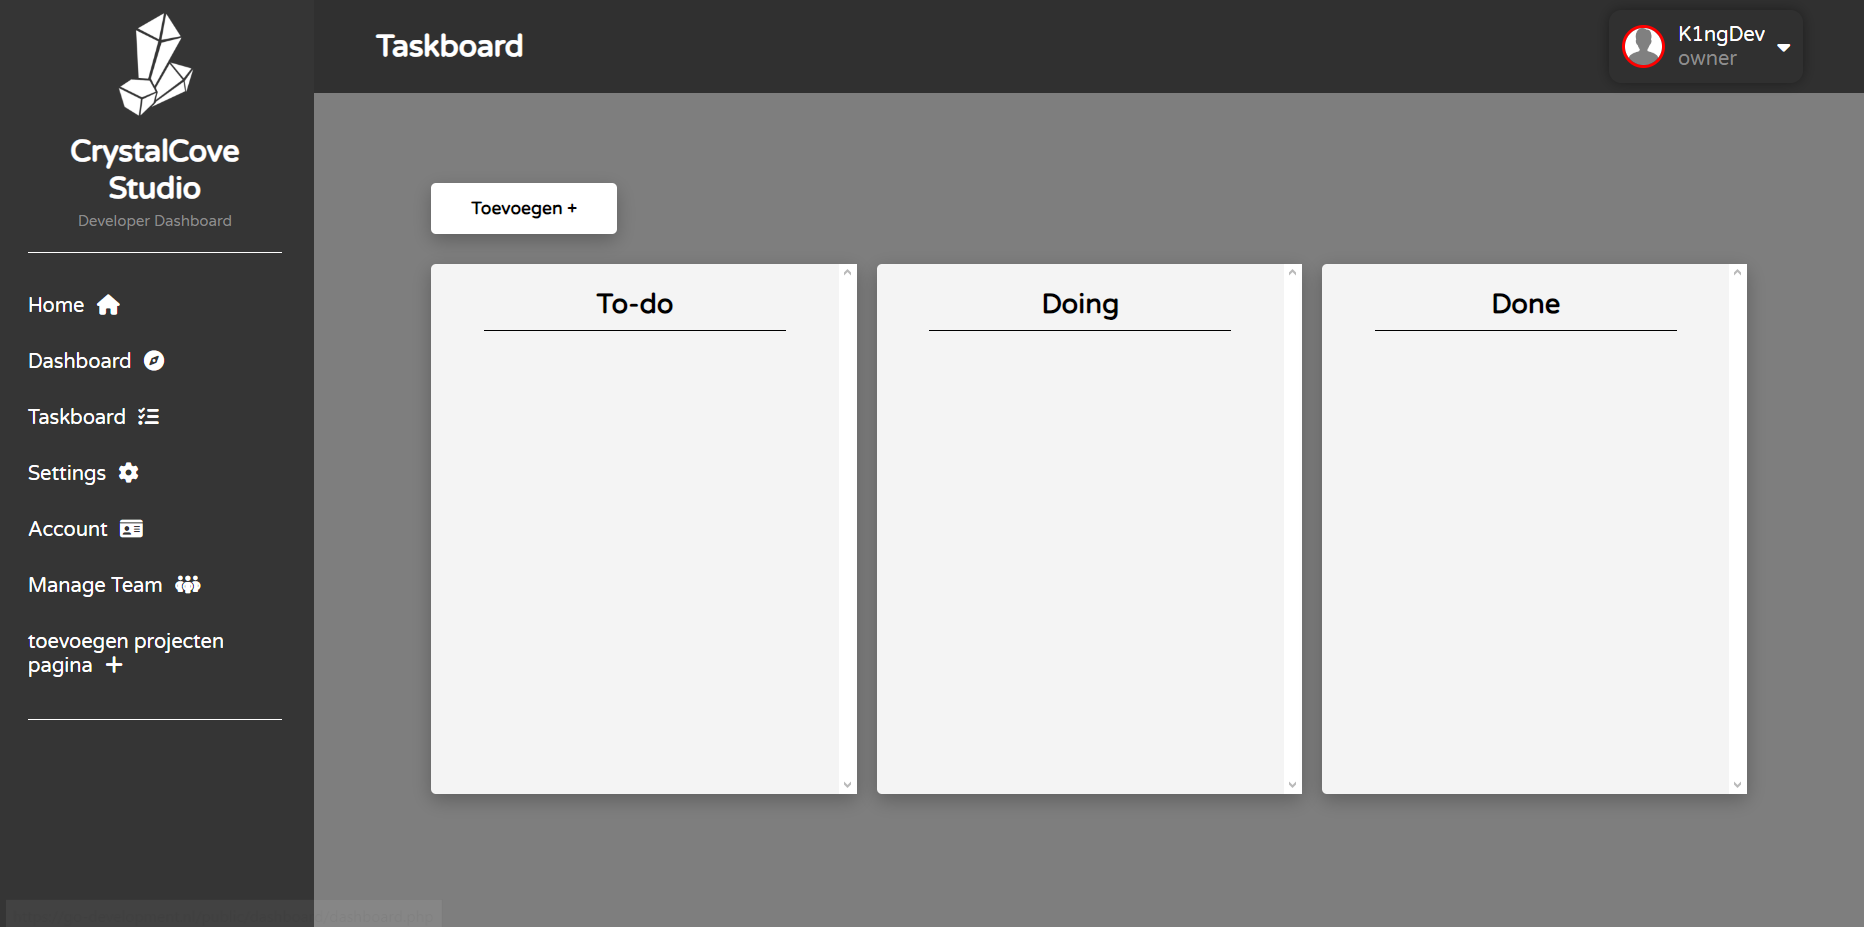 CrystalCove
Studio
Developer Dashboard
Home
Dashboard
Taskboard
Settings
Account
Manage Team
toevoegen projecten
pagina
Taskboard
K1ngDev
owner
Toevoegen +
To-do
Doing
Done